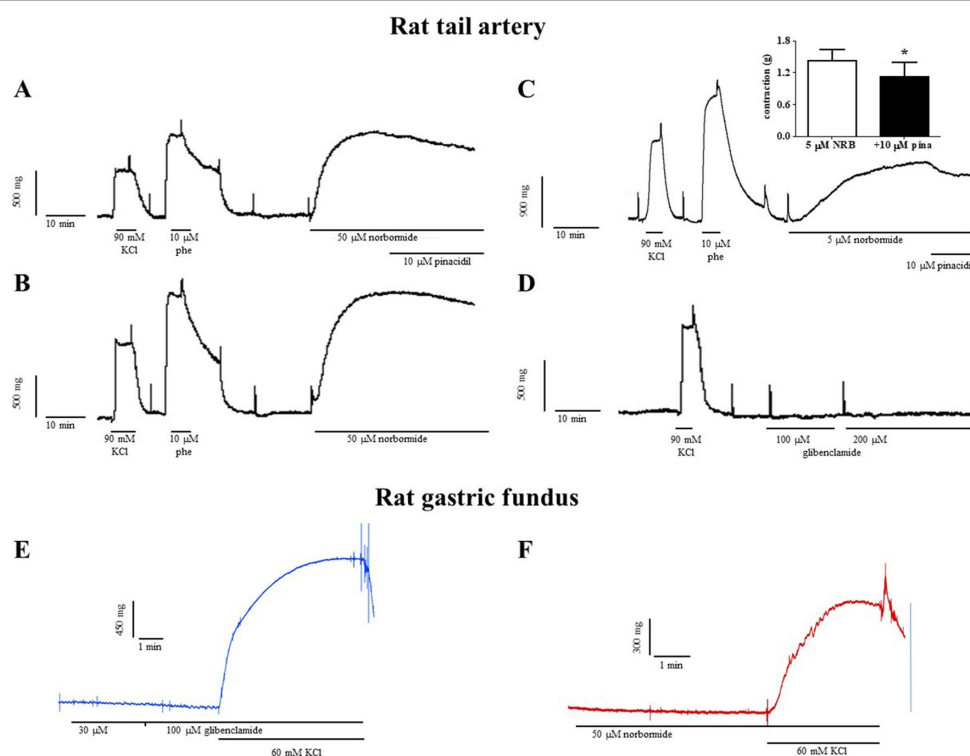 Rat tail artery
A
500 mg
10 min
90 mM
KCl
10 µM
phe
50 µM norbormide
10 µM pinacidil
C
900 mg
10 min
90 mM
KCl
10 µM
phe
5 µM norbormide
10 µM pinacidil
contraction (g)
1.8
1.2
0.6
0.0
*
5 µM NRB
+10 µM pina
B
500 mg
10 min
90 mM
KCl
10 µM
phe
50 µM norbormide
D
500 mg
10 min
90 mM
KCl
100 µM
200 µM
glibenclamide
Rat gastric fundus
E
450 mg
1 min
30 µM
100 µM glibenclamide
60 mM KCl
F
300 mg
1 min
50 µM norbormide
60 mM KCl